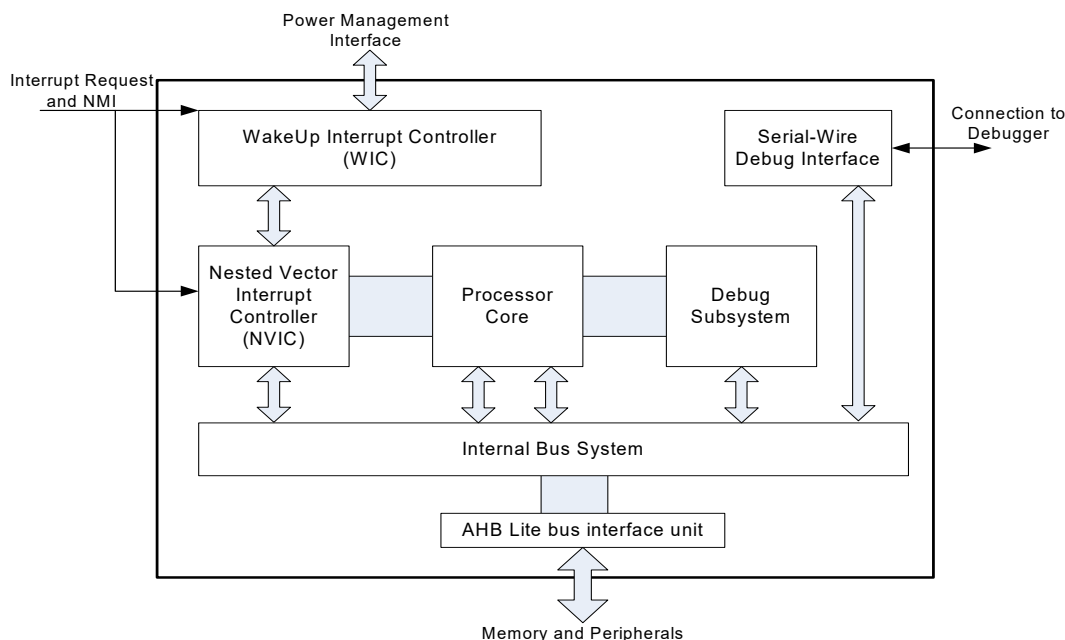 Power Management
Interface
Interrupt Request
and NMI
WakeUp Interrupt Controller
(WIC)
Serial-Wire
Debug Interface
Connection to
Debugger
Nested Vector
Interrupt
Controller
(NVIC)
Processor
Core
Debug
Subsystem
Internal Bus System
AHB Lite bus interface unit
Memory and Peripherals